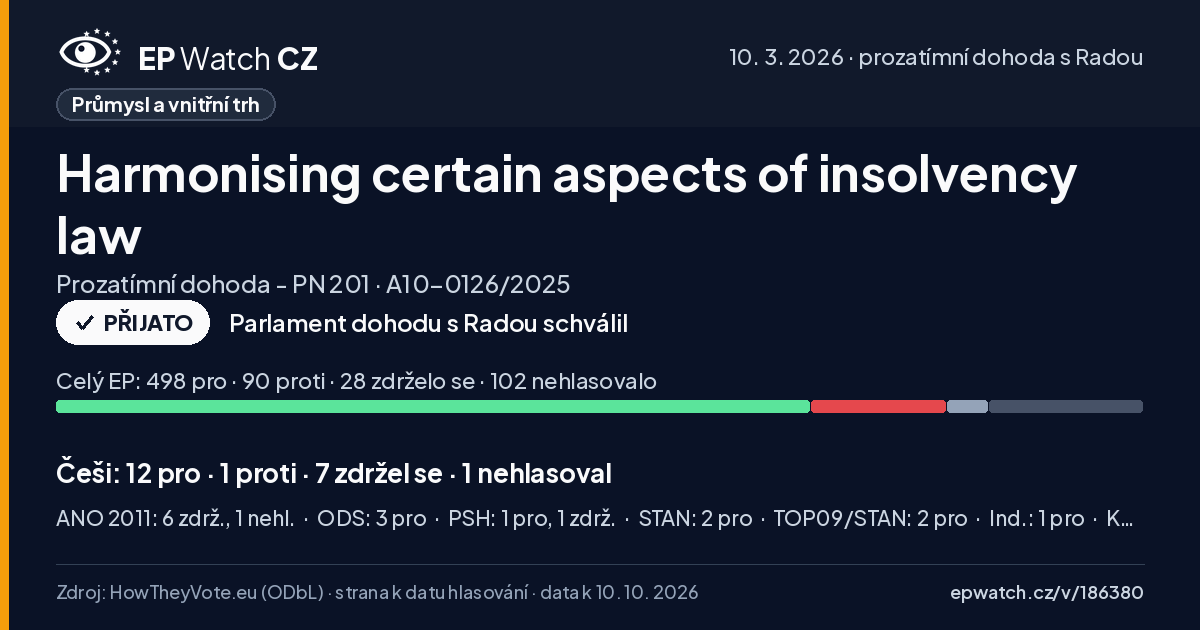 EP Watch CZ
10. 3. 2026 · prozatímní dohoda s Radou
Průmysl a vnitřní trh
Harmonising certain aspects of insolvency
law
Prozatímní dohoda – PN 201 · A10–0126/2025
✓ PŘIJATO Parlament dohodu s Radou schválil
Celý EP: 498 pro · 90 proti · 28 zdrželo se · 102 nehlasovalo
Češi: 12 pro · 1 proti · 7 zdržel se · 1 nehlasoval
ANO 2011: 6 zdrž., 1 nehl. · ODS: 3 pro · PSH: 1 pro, 1 zdrž. · STAN: 2 pro · TOP09/STAN: 2 pro · Ind.: 1 pro · K…
Zdroj: HowTheyVote.eu (ODbL) · strana k datu hlasování · data k 10. 10. 2026
epwatch.cz/v/186380